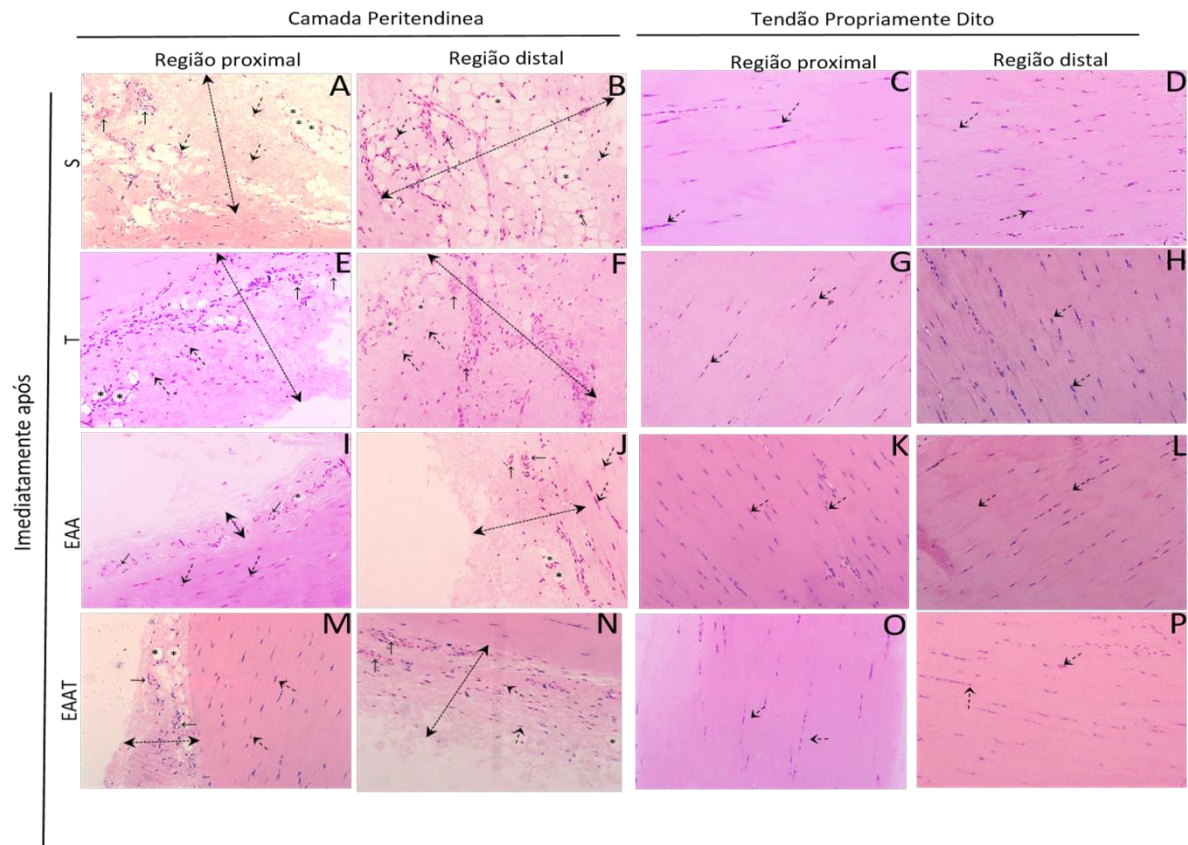 Camada Peritendinea
Tendão Propriamente Dito
Região proximal
Região distal
Região proximal
Região distal
Imediatamente após
S
A
B
C
D
T
E
F
G
H
EAA
I
J
K
L
EAAT
M
N
O
P